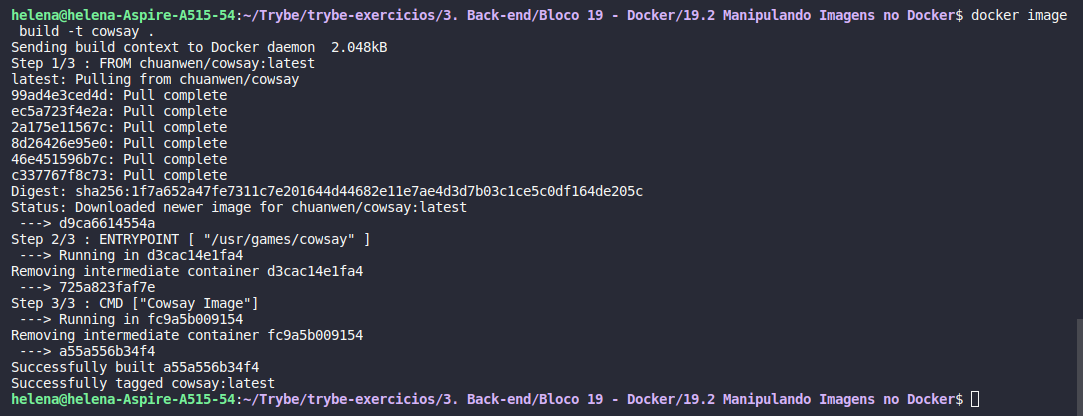 helena@helena-Aspire-A515-54:~/Trybe/trybe-exercicios/3. Back-end/Bloco 19 - Docker/19.2 Manipulando Imagens no Docker$ docker image
 build -t cowsay .
Sending build context to Docker daemon  2.048kB
Step 1/3 : FROM chuanwen/cowsay:latest
latest: Pulling from chuanwen/cowsay
99ad4e3ced4d: Pull complete
ec5a723f4e2a: Pull complete
2a175e11567c: Pull complete
8d26426e95e0: Pull complete
46e451596b7c: Pull complete
c337767f8c73: Pull complete
Digest: sha256:1f7a652a47fe7311c7e201644d44682e11e7ae4d3d7b03c1ce5c0df164de205c
Status: Downloaded newer image for chuanwen/cowsay:latest
 ---> d9ca6614554a
Step 2/3 : ENTRYPOINT [ "/usr/games/cowsay" ]
 ---> Running in d3cac14e1fa4
Removing intermediate container d3cac14e1fa4
 ---> 725a823faf7e
Step 3/3 : CMD ["Cowsay Image"]
 ---> Running in fc9a5b009154
Removing intermediate container fc9a5b009154
 ---> a55a556b34f4
Successfully built a55a556b34f4
Successfully tagged cowsay:latest
helena@helena-Aspire-A515-54:~/Trybe/trybe-exercicios/3. Back-end/Bloco 19 - Docker/19.2 Manipulando Imagens no Docker$